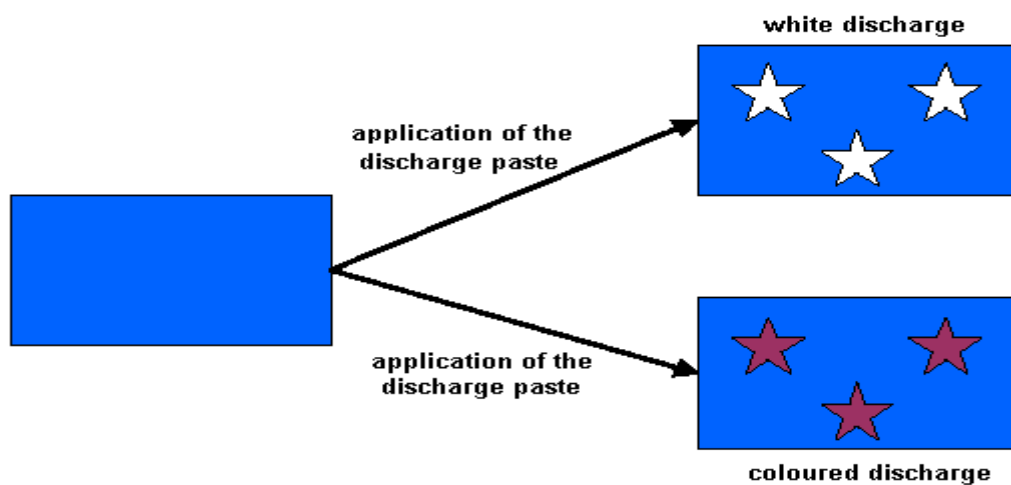 white discharge
application of the
discharge paste
application of the
discharge paste
coloured discharge